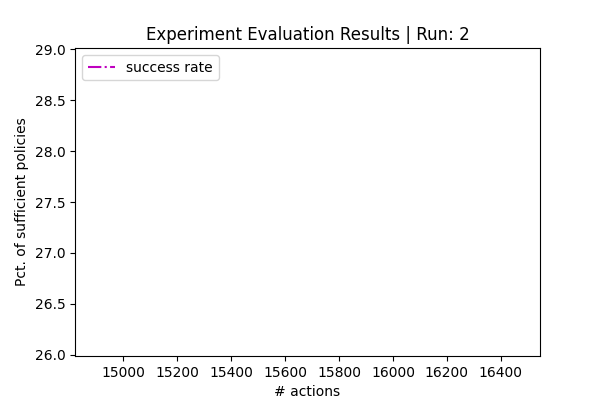 Experiment Evaluation Results | Run: 2
success rate
Pct. of sufficient policies
29.0
28.5
28.0
27.5
27.0
26.5
26.0
15000 15200 15400 15600 15800 16000 16200 16400
# actions